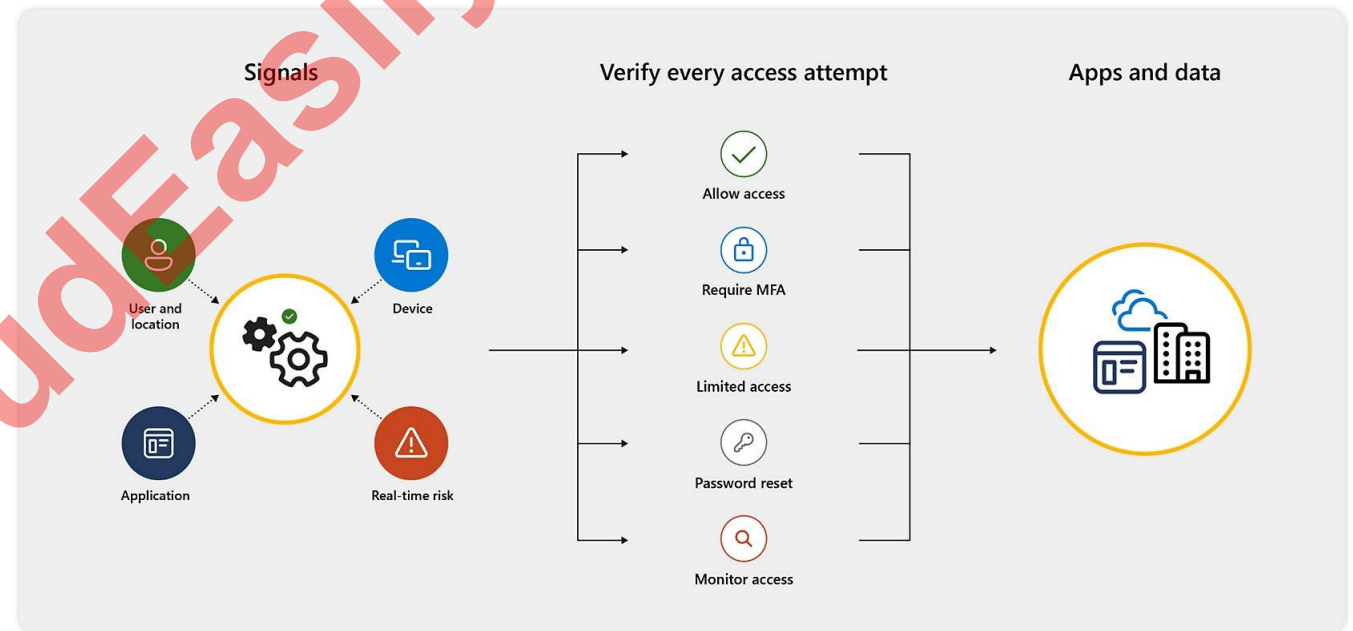 Signals
Verify every access attempt
Apps and data
User and
location
Device
Application
Real-time risk
Allow access
Require MFA
Limited access
Password reset
Monitor access
udEasily